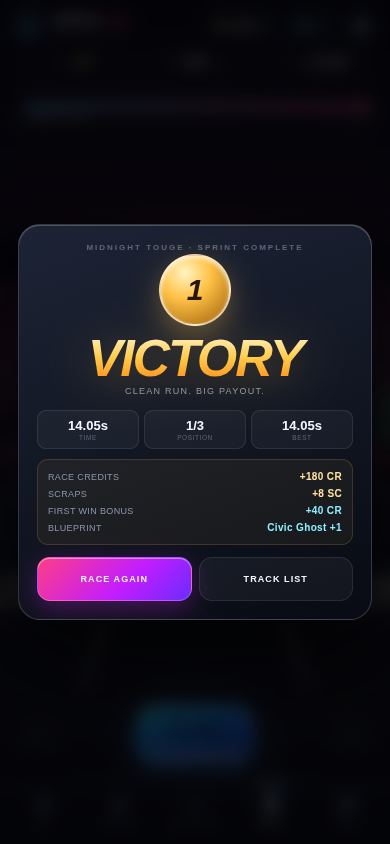 MIDNIGHT TOUGE · SPRINT COMPLETE
1
VICTORY
CLEAN RUN. BIG PAYOUT.
14.05s 1/3 14.05s
TIME POSITION BEST
RACE CREDITS +180 CR
SCRAPS +8 SC
FIRST WIN BONUS +40 CR
BLUEPRINT Civic Ghost +1
RACE AGAIN TRACK LIST